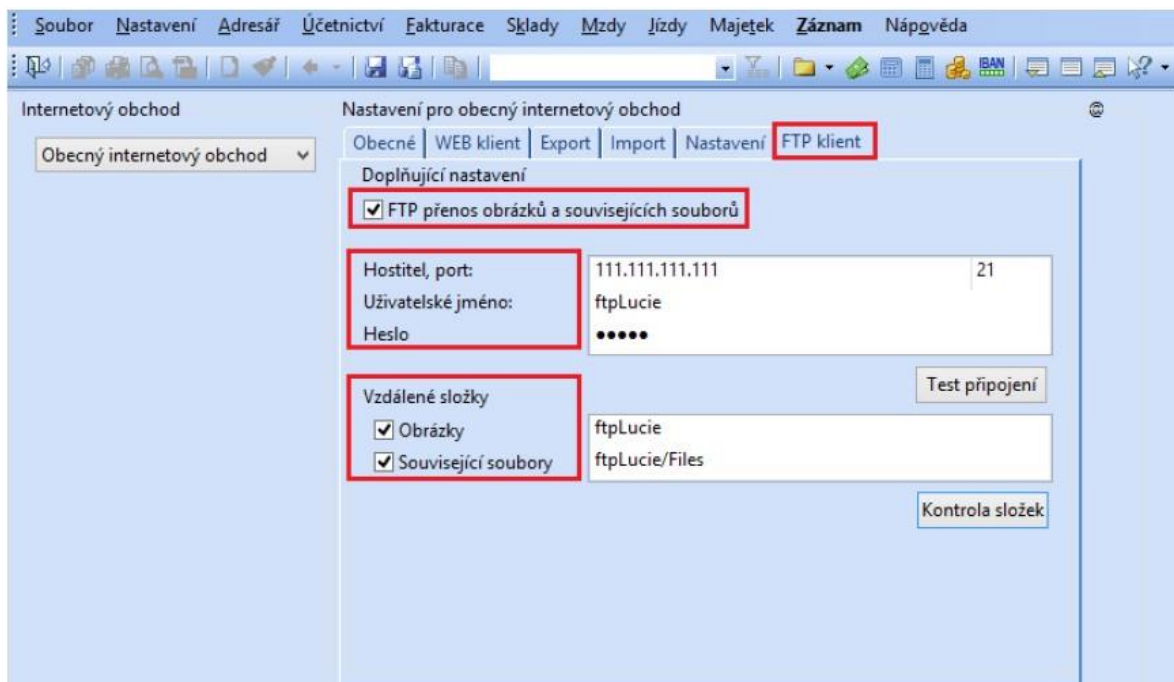 Soubor Nastavení Adresář Účetnictví Fakturace Sklady Mzdy Jízdy Majetek Záznam Nápověda
IBAN
Internetový obchod
Obecný internetový obchod
Nastavení pro obecný internetový obchod
Obecné WEB klient Export Import Nastavení FTP klient
Doplňující nastavení
FTP přenos obrázků a souvisejících souborů
Hostitel, port: 111.111.111.111 21
Uživatelské jméno: ftpLucie
Heslo •••••
Test připojení
Vzdálené složky
Obrázky ftpLucie
Související soubory ftpLucie/Files
Kontrola složek